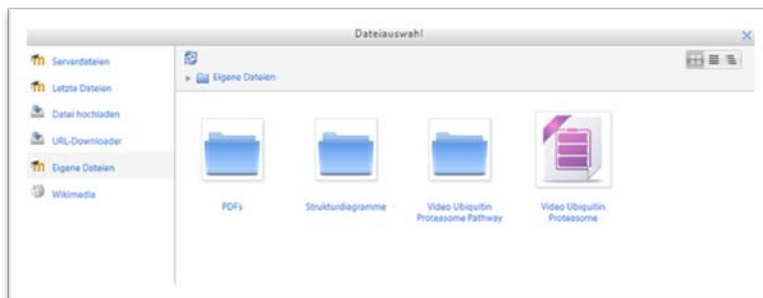 Dateiauswahl
Serverdateien
Letzte Dateien
Datei hochladen
URL-Downloader
Eigene Dateien
Wikimedia
Eigene Dateien
PDFs
Strukturdiagramme
Video Ubiquitin
Proteasome Pathway
Video Ubiquitin
Proteasome